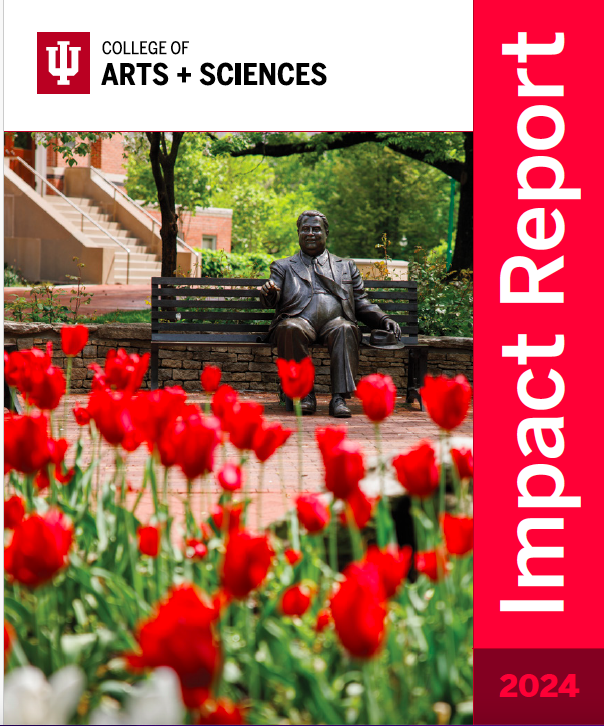 COLLEGE OF
ARTS + SCIENCES
Impact Report
2024